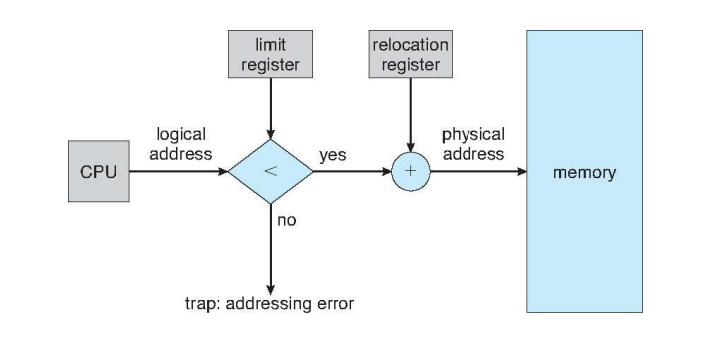 limit
register
relocation
register
logical
address
physical
address
CPU
<
yes
+
memory
no
trap: addressing error